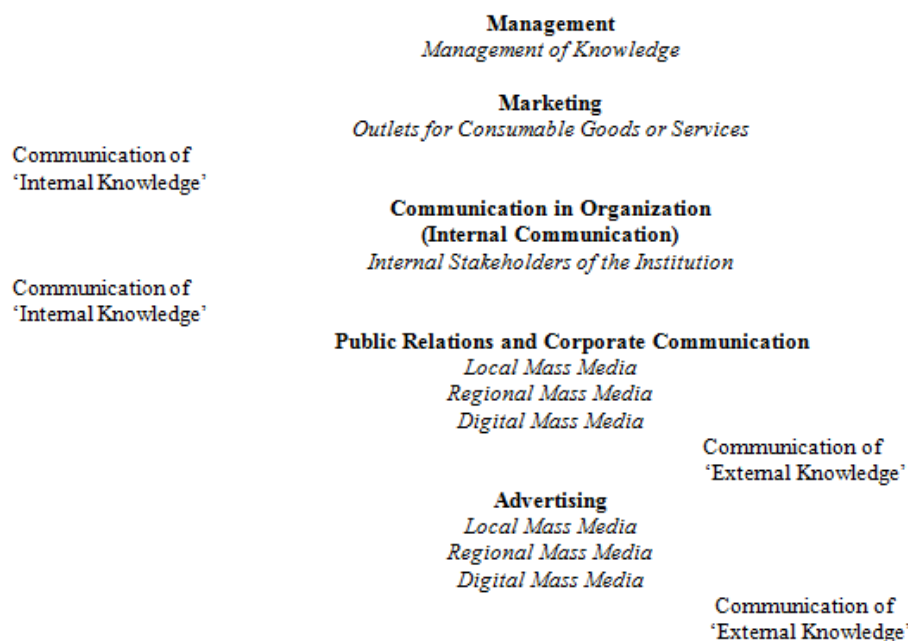 Management
Management of Knowledge
Marketing
Outlets for Consumable Goods or Services
Communication of
‘Internal Knowledge’
Communication in Organization
(Internal Communication)
Internal Stakeholders of the Institution
Communication of
‘Internal Knowledge’
Public Relations and Corporate Communication
Local Mass Media
Regional Mass Media
Digital Mass Media
Communication of
‘External Knowledge’
Advertising
Local Mass Media
Regional Mass Media
Digital Mass Media
Communication of
‘External Knowledge’